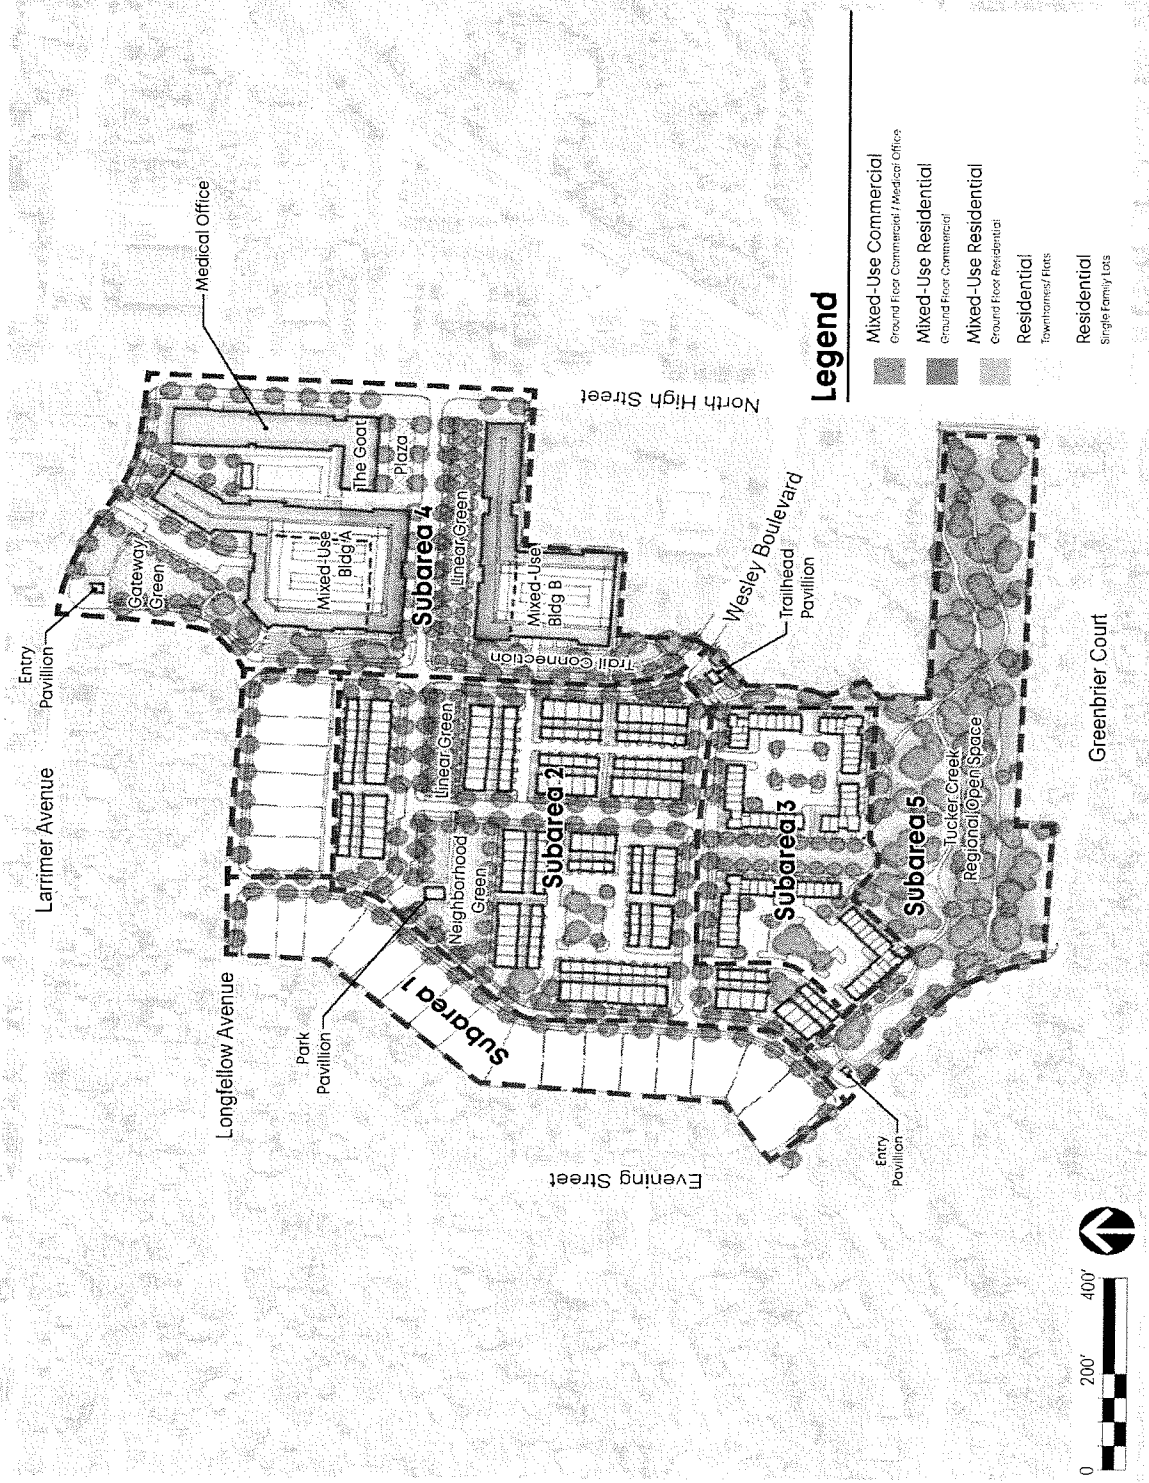 Larrimer Avenue
Entry
Pavillion
Gateway
Green
Medical Office
The Goat
Plaza
Mixed-Use
Bldg A
Subarea 4
Linear Green
Mixed-Use
Bldg B
Trail Connection
North High Street
Wesley Boulevard
Trailhead
Pavillion
Longfellow Avenue
Park
Pavillion
Linear Green
Neighborhood
Green
Subarea 1
Subarea 2
Subarea 3
Subarea 5
Tucker Creek
Regional Open Space
Greenbrier Court
Evening Street
Entry
Pavillion
Legend
Mixed-Use Commercial
Ground Floor Commercial / Medical Office
Mixed-Use Residential
Ground Floor Commercial
Mixed-Use Residential
Ground Floor Residential
Residential
Townhomes/ Flats
Residential
Single Family Lots
0 200' 400'